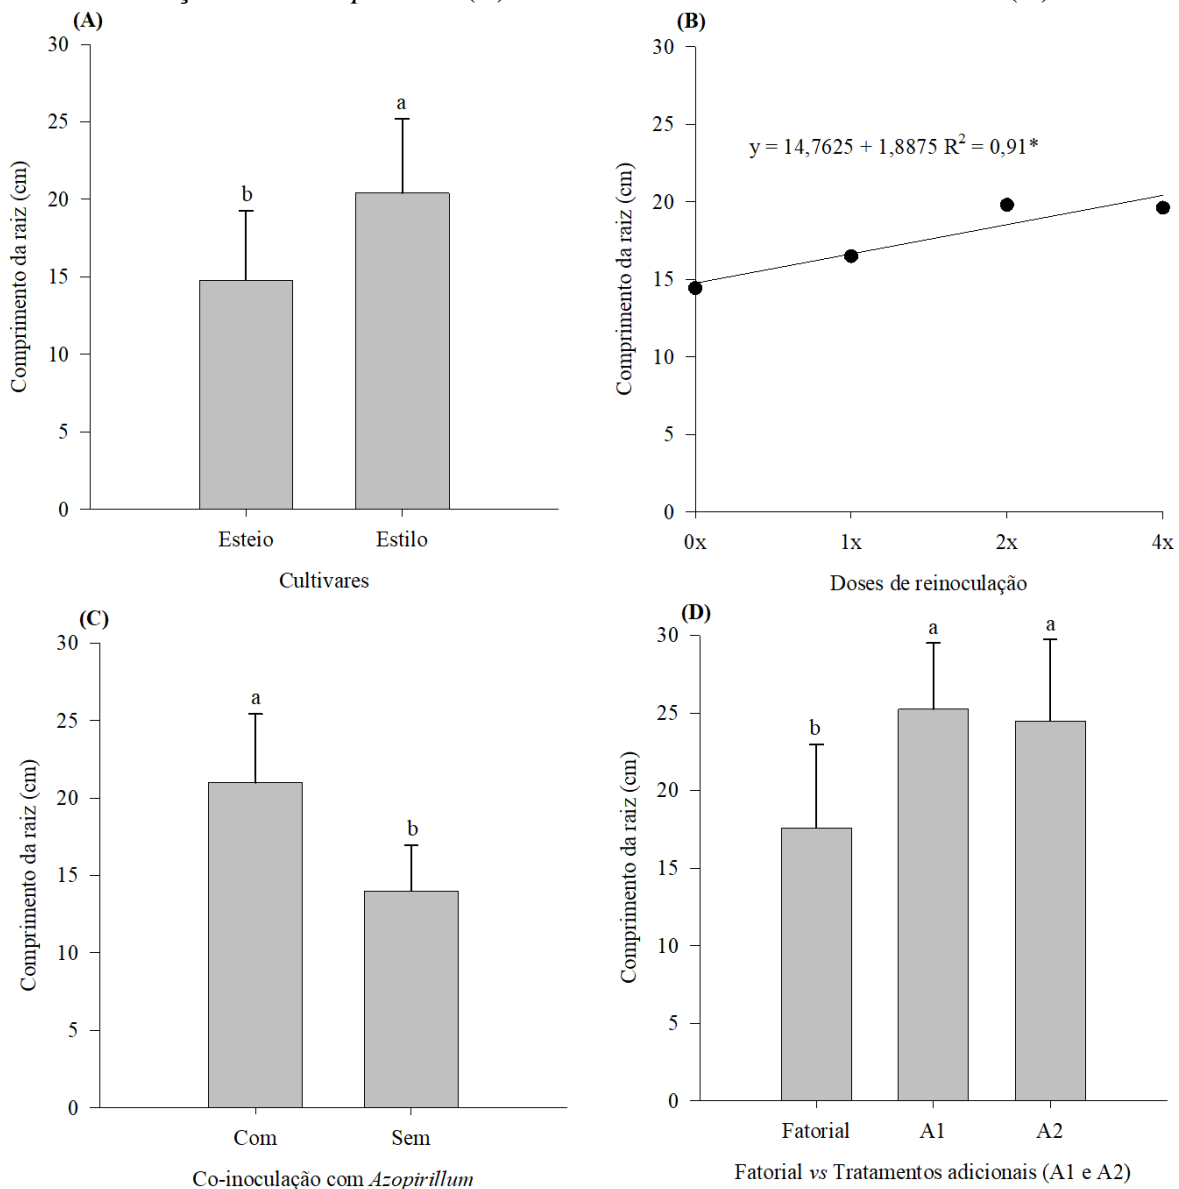 (A)
30
25
20
15
10
5
0
Comprimento da raiz (cm)
b
a
Esteio Estilo
Cultivares
(B)
30
25
20
15
10
5
0
Comprimento da raiz (cm)
y = 14,7625 + 1,8875 R² = 0,91*
0x 1x 2x 4x
Doses de reinoculação
(C)
30
25
20
15
10
5
0
Comprimento da raiz (cm)
a
b
Com Sem
Co-inoculação com Azopirillum
(D)
30
25
20
15
10
5
0
Comprimento da raiz (cm)
b
a
a
Fatorial A1 A2
Fatorial vs Tratamentos adicionais (A1 e A2)